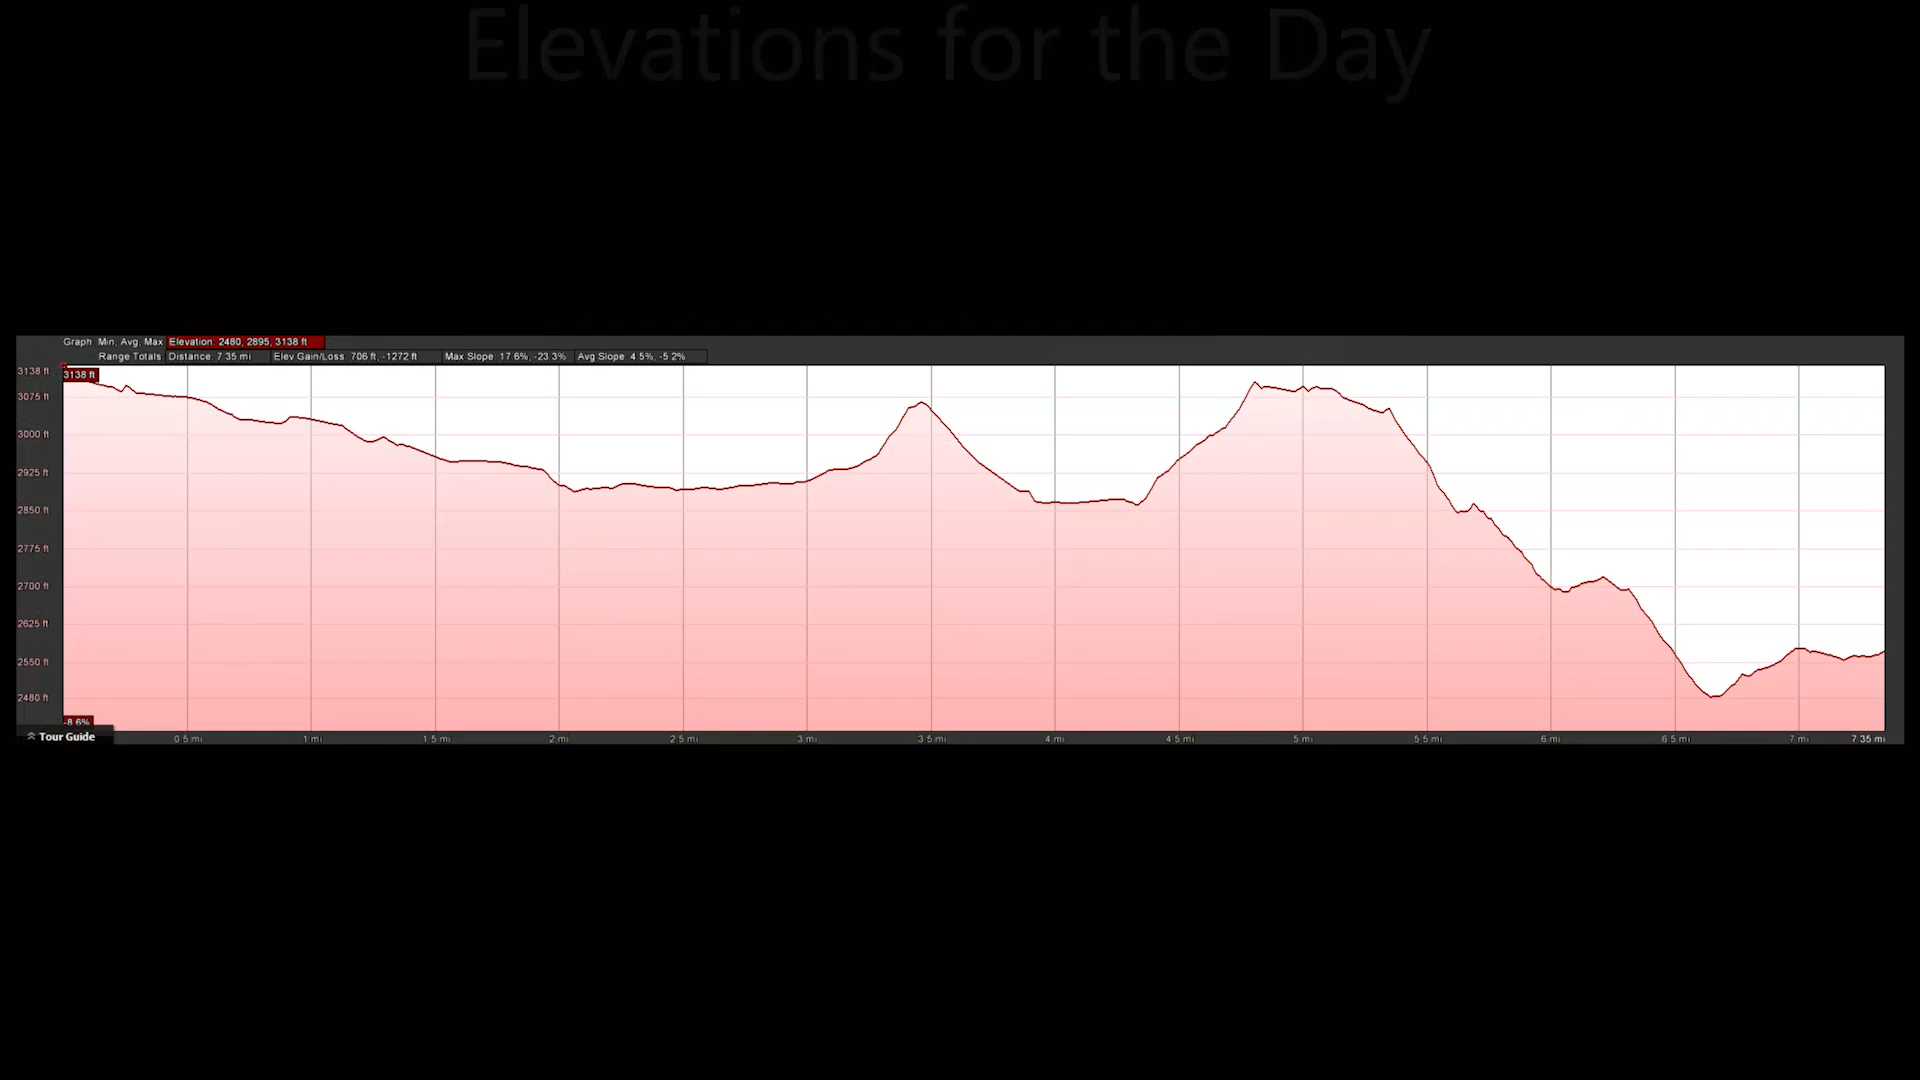 Elevations for the Day
Graph: Min, Avg, Max Elevation: 2480, 2895, 3138 ft
Range Totals: Distance: 7.35 mi Elev Gain/Loss: 706 ft, -1272 ft Max Slope: 17.6%, -23.3% Avg Slope: 4.5%, -5.2%
3138 ft
3138 ft
3075 ft
3000 ft
2925 ft
2850 ft
2775 ft
2700 ft
2625 ft
2550 ft
2480 ft
-8.6%
Tour Guide
0.5 mi 1 mi 1.5 mi 2 mi 2.5 mi 3 mi 3.5 mi 4 mi 4.5 mi 5 mi 5.5 mi 6 mi 6.5 mi 7 mi 7.35 mi